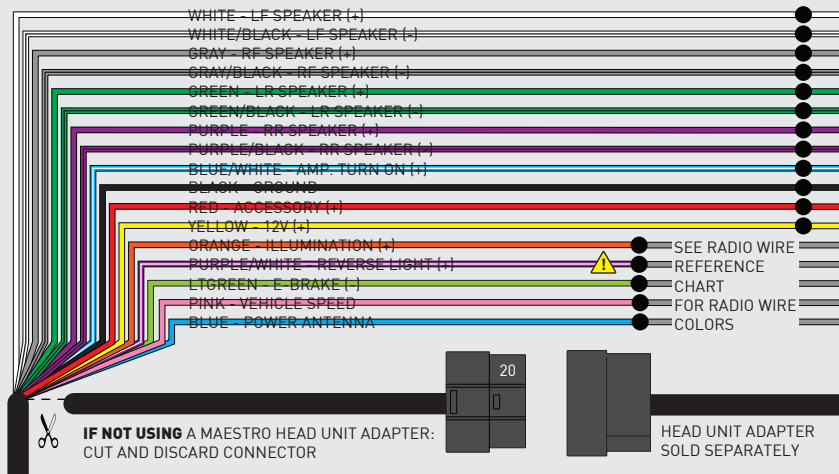 WHITE - LF SPEAKER (+)
WHITE/BLACK - LF SPEAKER (-)
GRAY - RF SPEAKER (+)
GRAY/BLACK - RF SPEAKER (-)
GREEN - LR SPEAKER (+)
GREEN/BLACK - LR SPEAKER (-)
PURPLE - RR SPEAKER (+)
PURPLE/BLACK - RR SPEAKER (-)
BLUE/WHITE - AMP. TURN ON (+)
BLACK - GROUND
RED - ACCESSORY (+)
YELLOW - 12V (+)
ORANGE - ILLUMINATION (+)
PURPLE/WHITE - REVERSE LIGHT (+)
LTGREEN - E-BRAKE (-)
PINK - VEHICLE SPEED
BLUE - POWER ANTENNA
!
SEE RADIO WIRE
REFERENCE
CHART
FOR RADIO WIRE
COLORS
20
IF NOT USING A MAESTRO HEAD UNIT ADAPTER:
CUT AND DISCARD CONNECTOR
HEAD UNIT ADAPTER
SOLD SEPARATELY